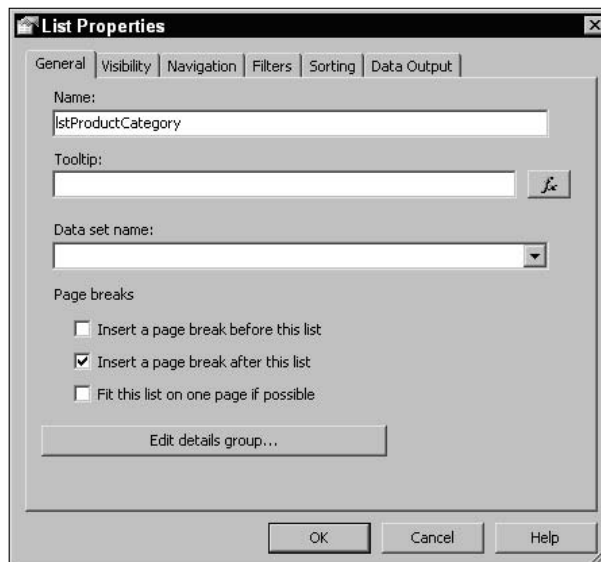 List Properties
General Visibility Navigation Filters Sorting Data Output
Name:
lstProductCategory
Tooltip:
fx
Data set name:
Page breaks
Insert a page break before this list
Insert a page break after this list
Fit this list on one page if possible
Edit details group...
OK Cancel Help